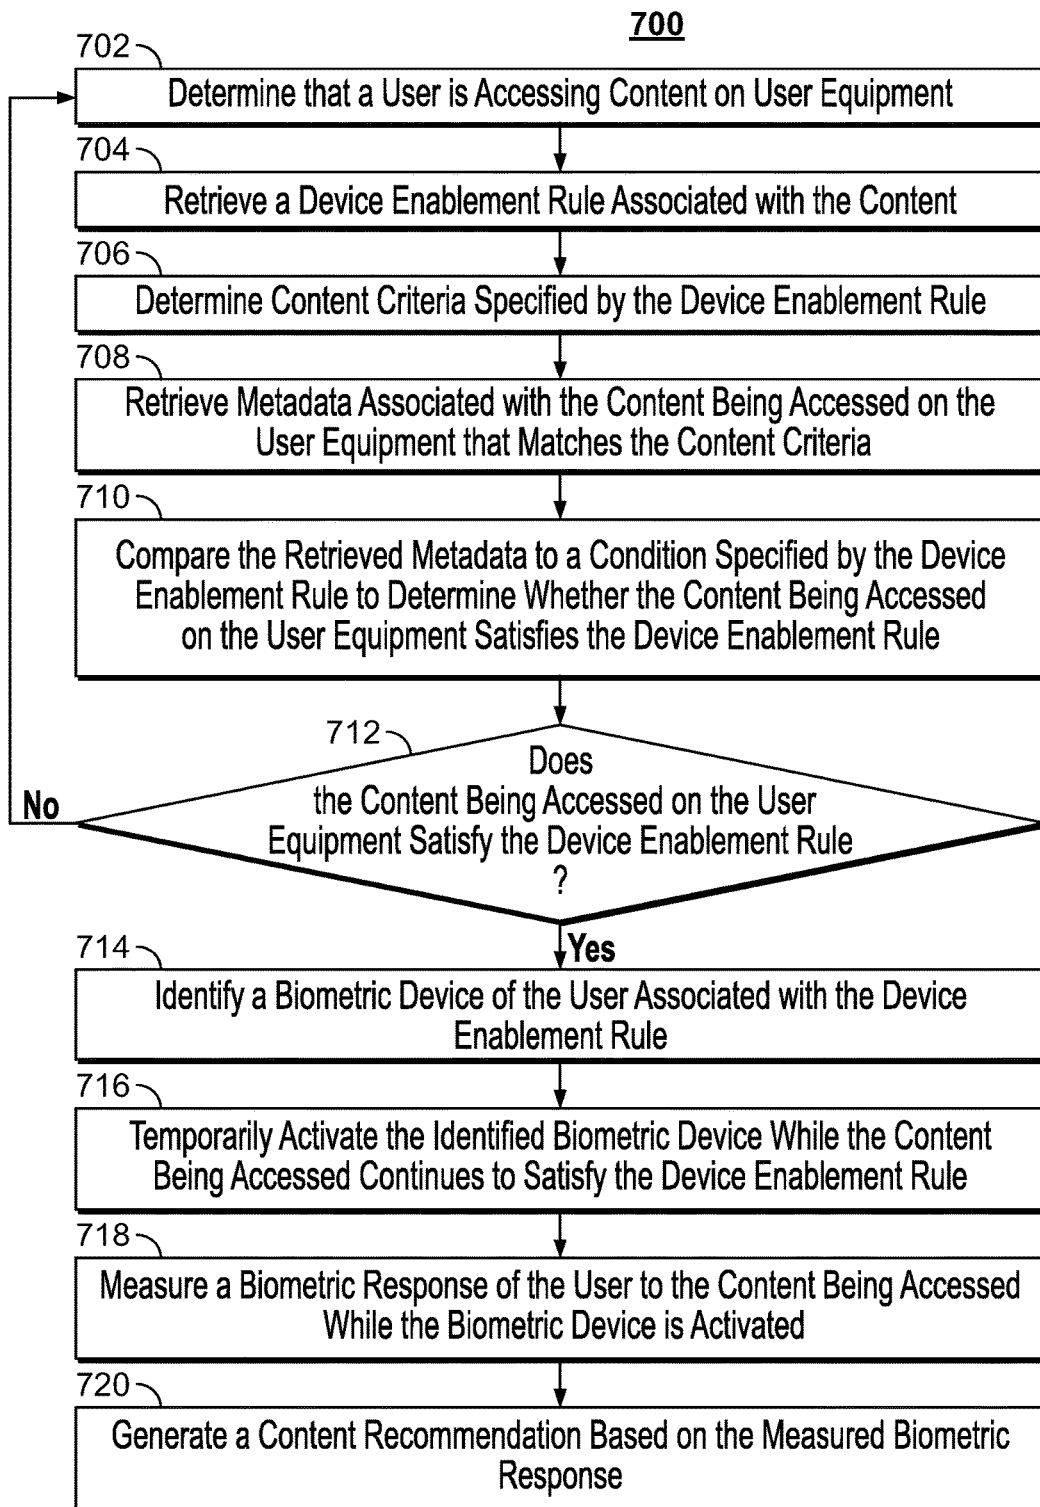 700
702
Determine that a User is Accessing Content on User Equipment
704
Retrieve a Device Enablement Rule Associated with the Content
706
Determine Content Criteria Specified by the Device Enablement Rule
708
Retrieve Metadata Associated with the Content Being Accessed on the
User Equipment that Matches the Content Criteria
710
Compare the Retrieved Metadata to a Condition Specified by the Device
Enablement Rule to Determine Whether the Content Being Accessed
on the User Equipment Satisfies the Device Enablement Rule
712
Does
the Content Being Accessed on the User
Equipment Satisfy the Device Enablement Rule
?
No
Yes
714
Identify a Biometric Device of the User Associated with the Device
Enablement Rule
716
Temporarily Activate the Identified Biometric Device While the Content
Being Accessed Continues to Satisfy the Device Enablement Rule
718
Measure a Biometric Response of the User to the Content Being Accessed
While the Biometric Device is Activated
720
Generate a Content Recommendation Based on the Measured Biometric
Response